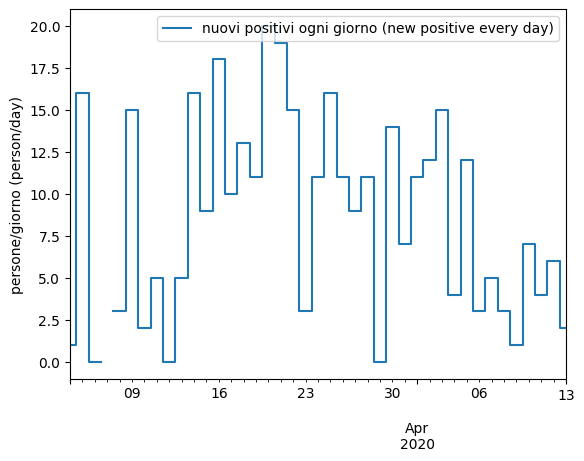 nuovi positivi ogni giorno (new positive every day)
persone/giorno (person/day)
20.0
17.5
15.0
12.5
10.0
7.5
5.0
2.5
0.0
09 16 23 30 06 13
Apr
2020